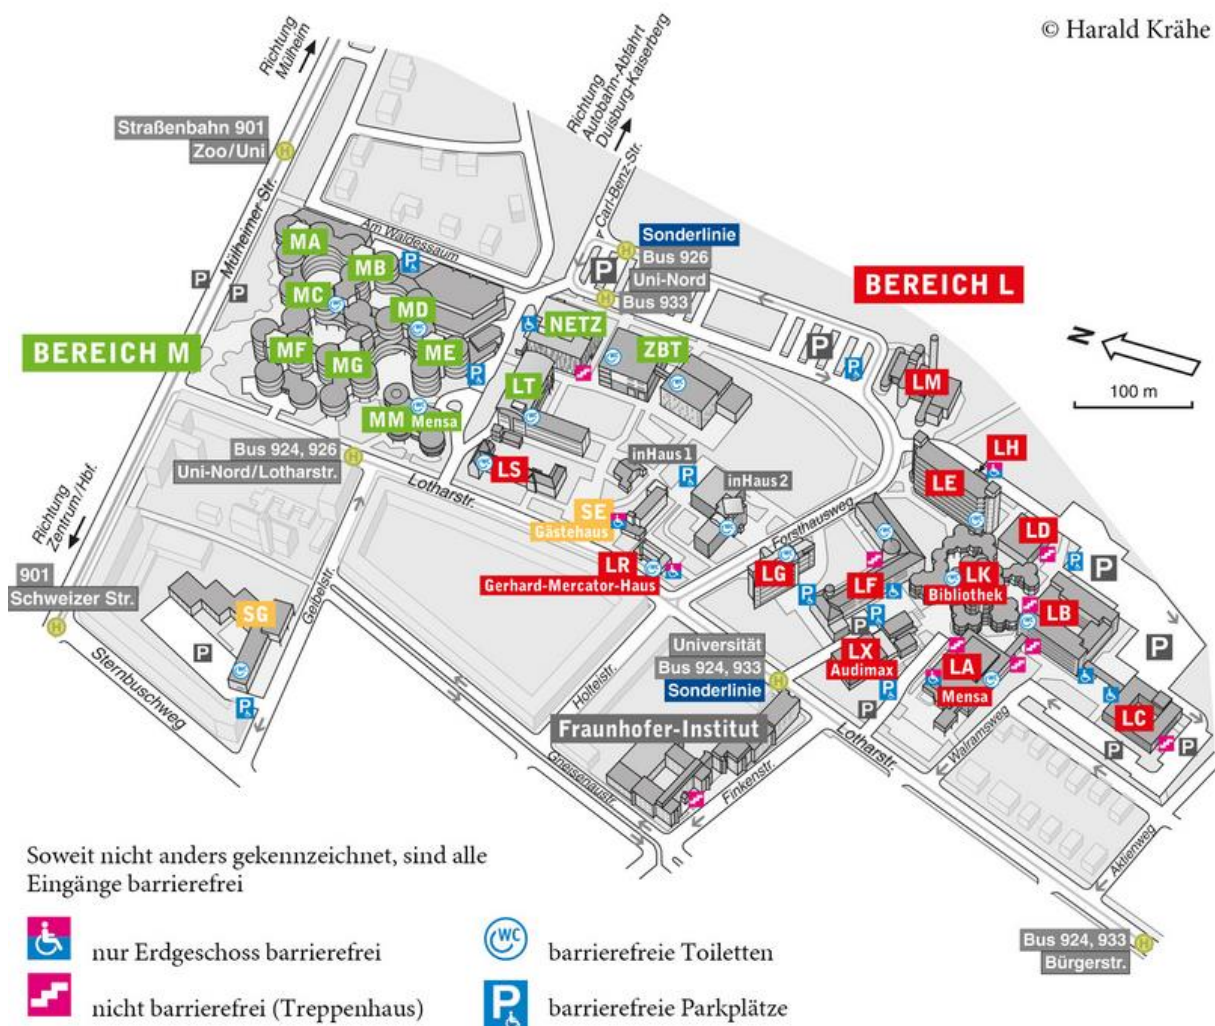 © Harald Krähe
Richtung
Mülheim
Richtung
Autobahn-Abfahrt
Duisburg-Kaiserberg
Straßenbahn 901
Zoo/Uni
H
Mülheimer Str.
Carl-Benz-Str.
Am Waldessaum
Sonderlinie
Bus 926
Uni-Nord
Bus 933
H
H
P
P
P
P
BEREICH L
BEREICH M
MA
MB
MC
MD
MF
MG
ME
MM Mensa
NETZ
ZBT
LT
LS
P
P
P
P
LM
N
100 m
Bus 924, 926
Uni-Nord/Lotharstr.
H
Lotharstr.
inHaus 1
inHaus 2
P
SE
Gästehaus
LR
Gerhard-Mercator-Haus
Forsthausweg
LH
LE
LD
LG
LF
LK
Bibliothek
LB
P
P
P
Richtung
Zentrum/Hbf.
901
Schweizer Str.
H
SG
P
P
Geibelstr.
Sternbuschweg
Universität
Bus 924, 933
Sonderlinie
H
Holteistr.
Fraunhofer-Institut
Gneisenaustr.
Finkenstr.
P
P
P
LX
Audimax
P
P
LA
Mensa
LC
P
P
Lotharstr.
Walramsweg
Aktienweg
Bus 924, 933
Bürgerstr.
H
Soweit nicht anders gekennzeichnet, sind alle
Eingänge barrierefrei
nur Erdgeschoss barrierefrei
WC
barrierefreie Toiletten
nicht barrierefrei (Treppenhaus)
P
barrierefreie Parkplätze